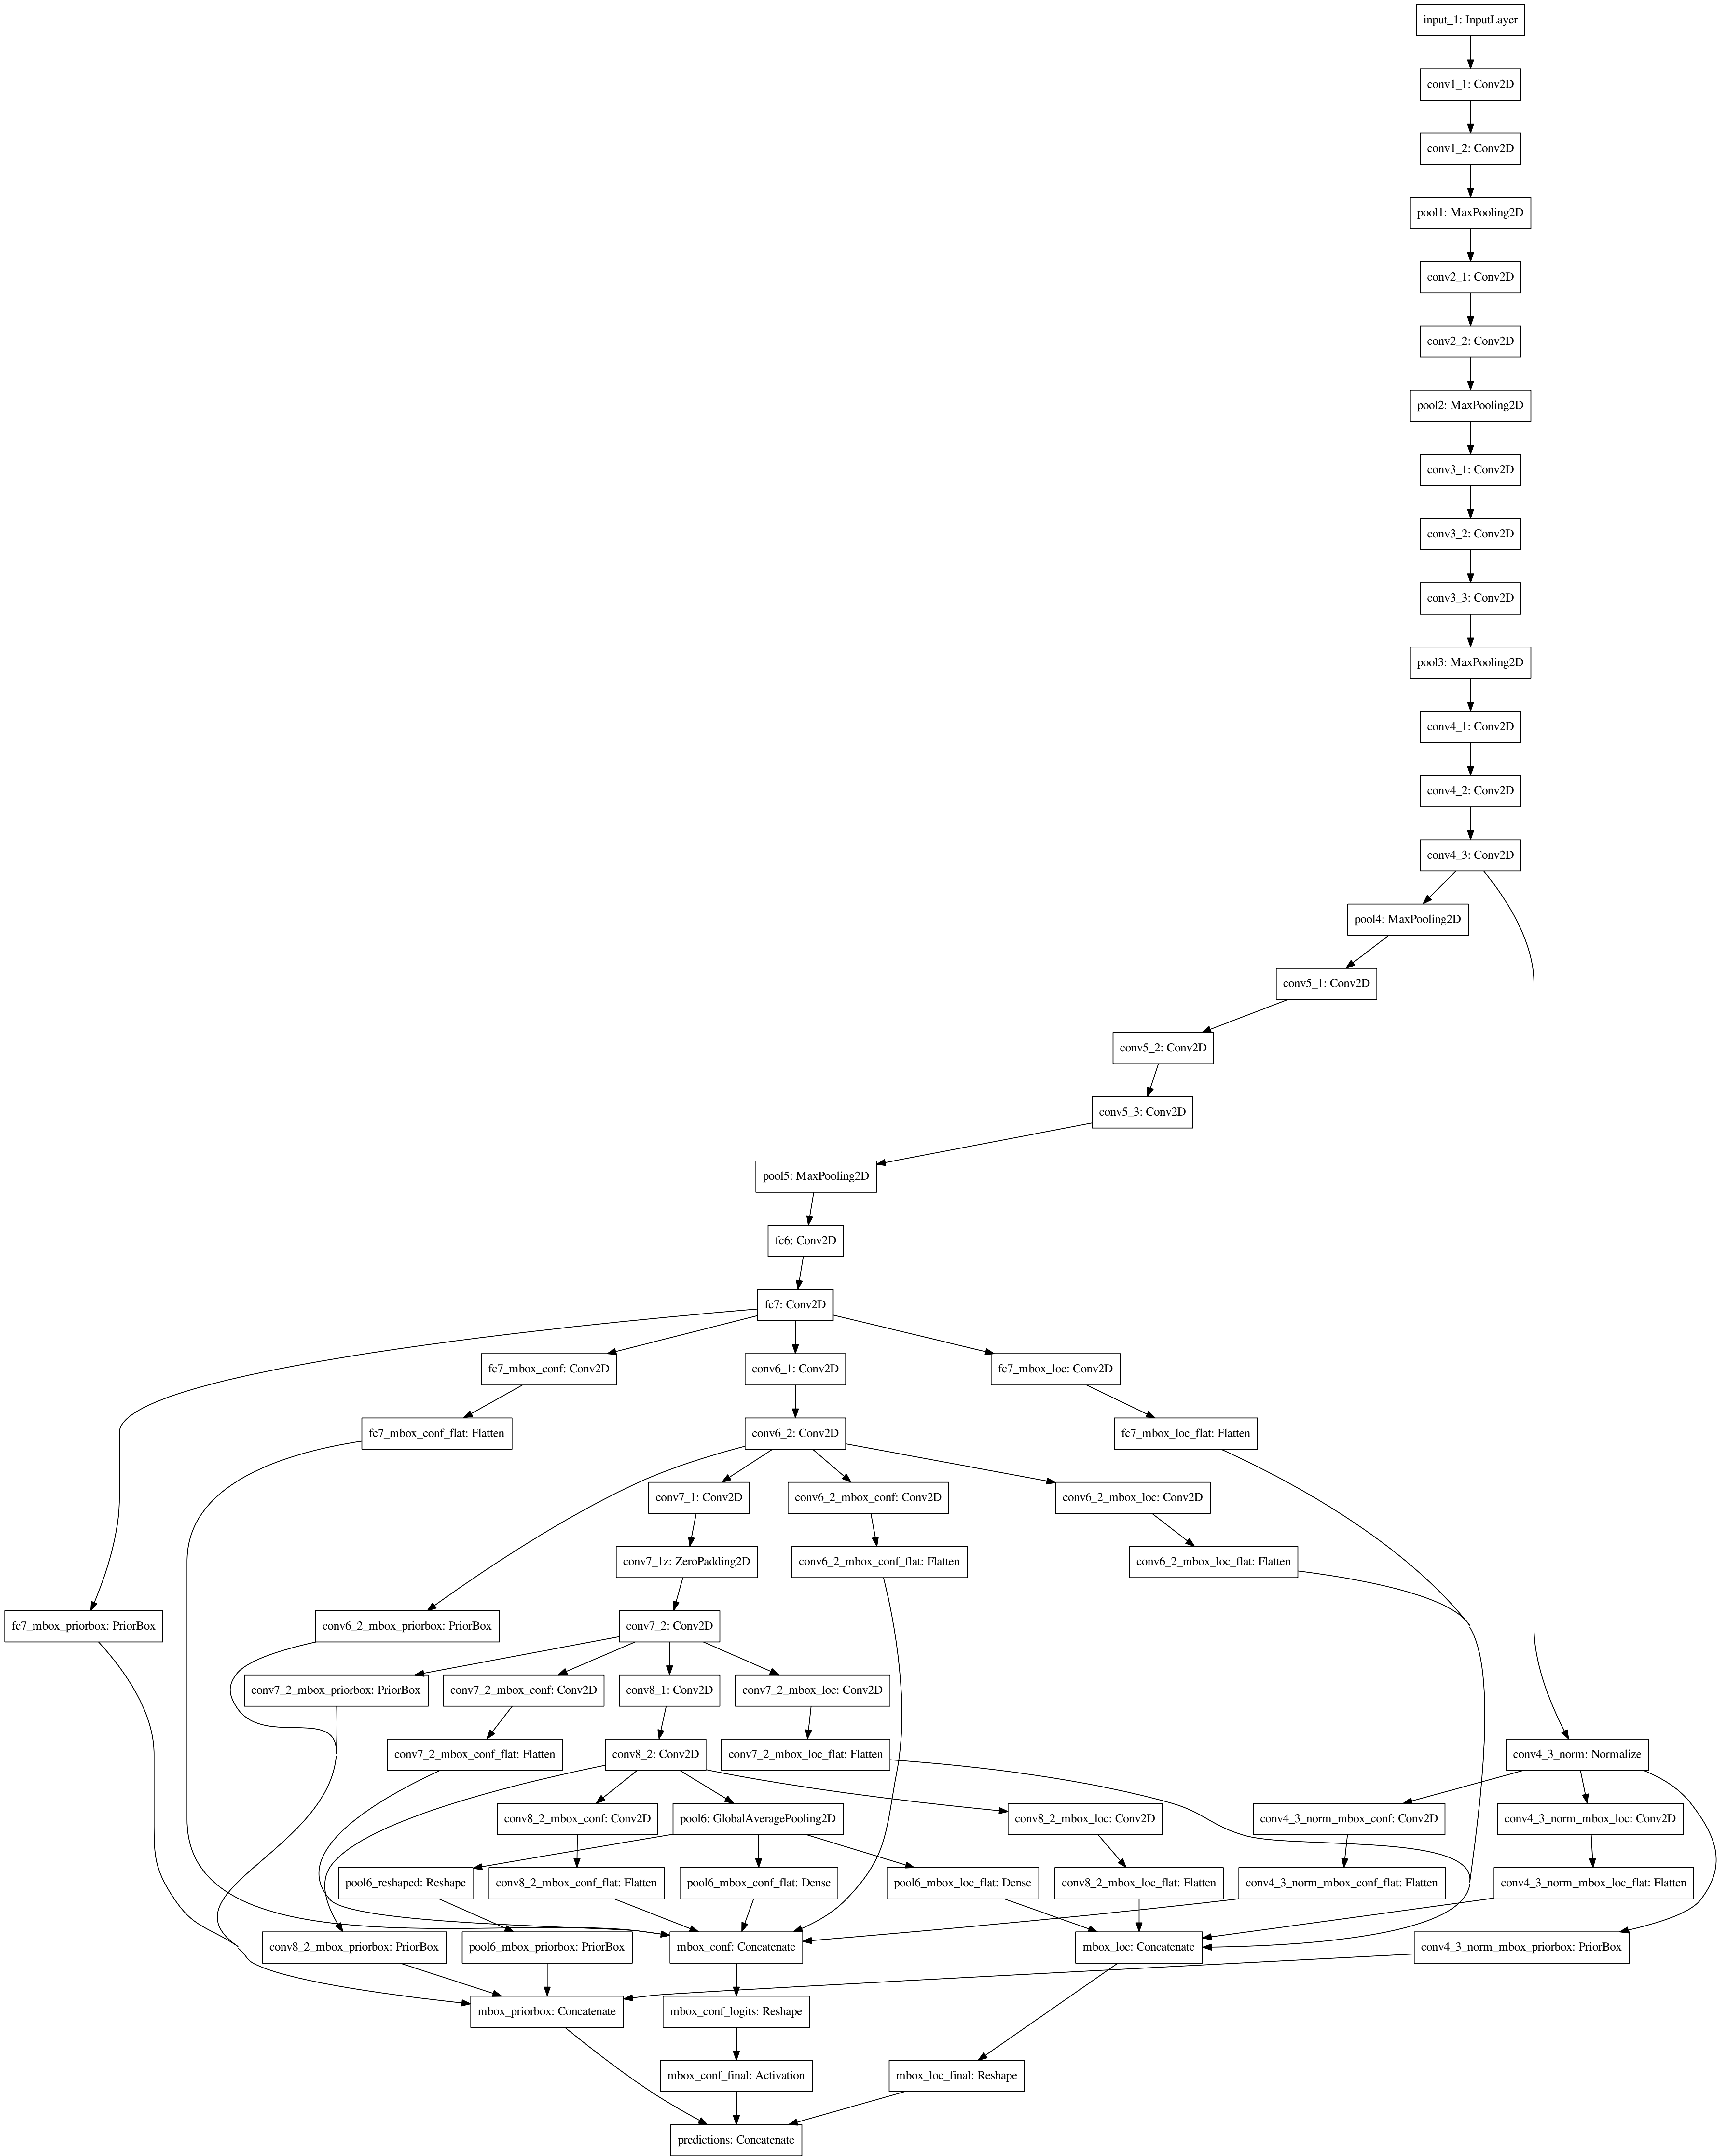 input_1: InputLayer
conv1_1: Conv2D
conv1_2: Conv2D
pool1: MaxPooling2D
conv2_1: Conv2D
conv2_2: Conv2D
pool2: MaxPooling2D
conv3_1: Conv2D
conv3_2: Conv2D
conv3_3: Conv2D
pool3: MaxPooling2D
conv4_1: Conv2D
conv4_2: Conv2D
conv4_3: Conv2D
pool4: MaxPooling2D
conv5_1: Conv2D
conv5_2: Conv2D
conv5_3: Conv2D
pool5: MaxPooling2D
fc6: Conv2D
fc7: Conv2D
fc7_mbox_conf: Conv2D
conv6_1: Conv2D
fc7_mbox_loc: Conv2D
fc7_mbox_conf_flat: Flatten
conv6_2: Conv2D
fc7_mbox_loc_flat: Flatten
conv7_1: Conv2D
conv6_2_mbox_conf: Conv2D
conv6_2_mbox_loc: Conv2D
conv7_1z: ZeroPadding2D
conv6_2_mbox_conf_flat: Flatten
conv6_2_mbox_loc_flat: Flatten
fc7_mbox_priorbox: PriorBox
conv6_2_mbox_priorbox: PriorBox
conv7_2: Conv2D
conv7_2_mbox_priorbox: PriorBox
conv7_2_mbox_conf: Conv2D
conv8_1: Conv2D
conv7_2_mbox_loc: Conv2D
conv7_2_mbox_conf_flat: Flatten
conv8_2: Conv2D
conv7_2_mbox_loc_flat: Flatten
conv4_3_norm: Normalize
conv8_2_mbox_conf: Conv2D
pool6: GlobalAveragePooling2D
conv8_2_mbox_loc: Conv2D
conv4_3_norm_mbox_conf: Conv2D
conv4_3_norm_mbox_loc: Conv2D
pool6_reshaped: Reshape
conv8_2_mbox_conf_flat: Flatten
pool6_mbox_conf_flat: Dense
pool6_mbox_loc_flat: Dense
conv8_2_mbox_loc_flat: Flatten
conv4_3_norm_mbox_conf_flat: Flatten
conv4_3_norm_mbox_loc_flat: Flatten
conv8_2_mbox_priorbox: PriorBox
pool6_mbox_priorbox: PriorBox
mbox_conf: Concatenate
mbox_loc: Concatenate
conv4_3_norm_mbox_priorbox: PriorBox
mbox_priorbox: Concatenate
mbox_conf_logits: Reshape
mbox_conf_final: Activation
mbox_loc_final: Reshape
predictions: Concatenate